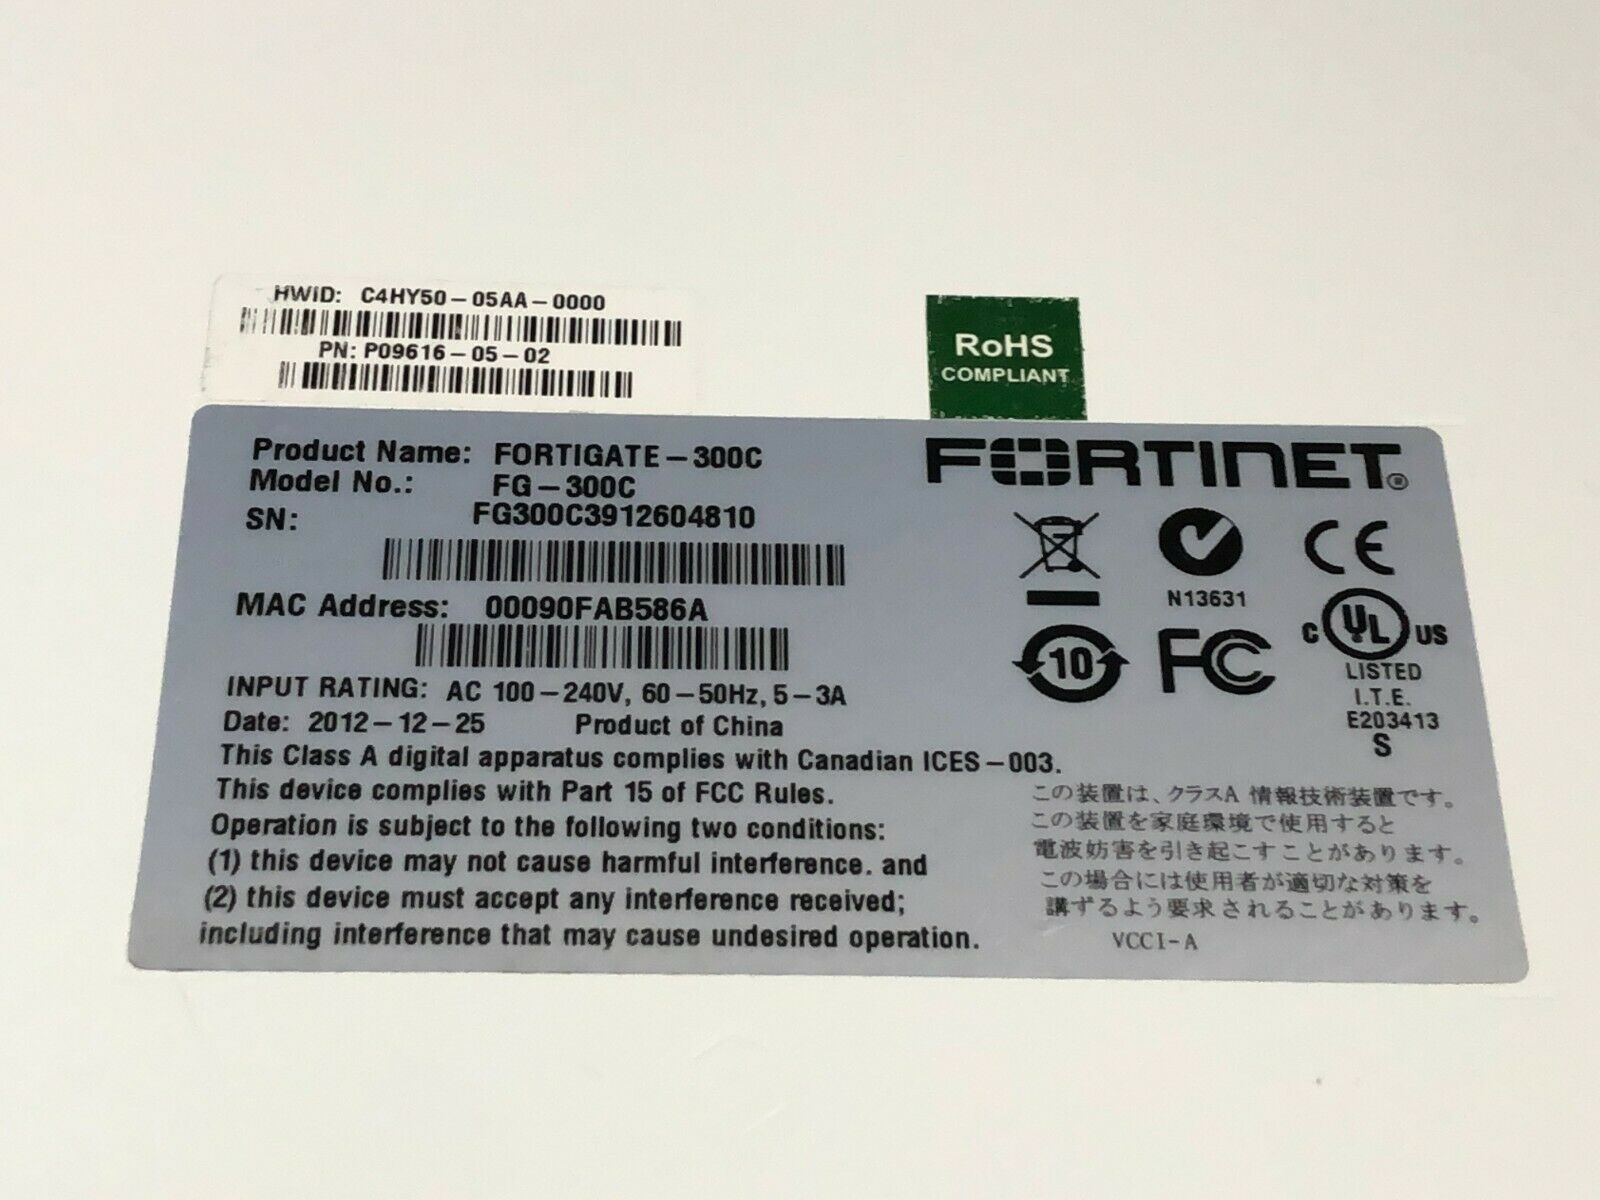 HWID: C4HY50-05AA-0000
PN: P09616-05-02
RoHS
COMPLIANT
Product Name: FORTIGATE-300C
Model No.: FG-300C
SN: FG300C3912604810
MAC Address: 00090FAB586A
INPUT RATING: AC 100-240V, 60-50Hz, 5-3A
Date: 2012-12-25 Product of China
This Class A digital apparatus complies with Canadian ICES-003.
This device complies with Part 15 of FCC Rules.
Operation is subject to the following two conditions:
(1) this device may not cause harmful interference. and
(2) this device must accept any interference received;
including interference that may cause undesired operation.
FORTINET®
N13631
CE
10
FC
C UL US
LISTED
I.T.E.
E203413
S
この装置は、クラスA 情報技術装置です。
この装置を家庭環境で使用すると
電波妨害を引き起こすことがあります。
この場合には使用者が適切な対策を
講ずるよう要求されることがあります。
VCCI-A